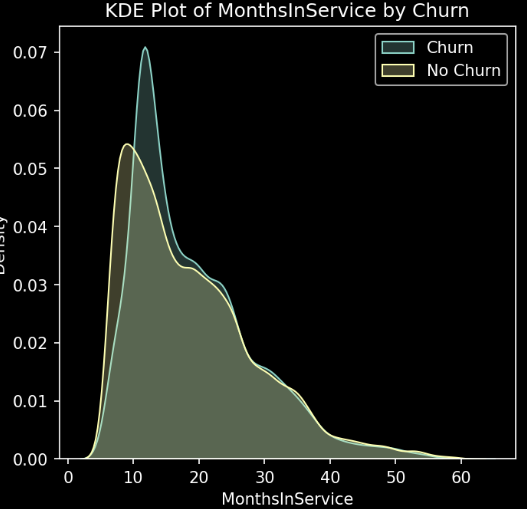 KDE Plot of MonthsInService by Churn
Churn
No Churn
Density
0.07
0.06
0.05
0.04
0.03
0.02
0.01
0.00
0 10 20 30 40 50 60
MonthsInService